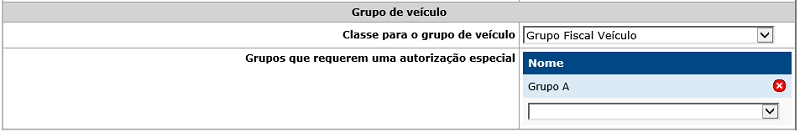 Grupo de veículo
Classe para o grupo de veículo Grupo Fiscal Veículo
Grupos que requerem uma autorização especial Nome
Grupo A